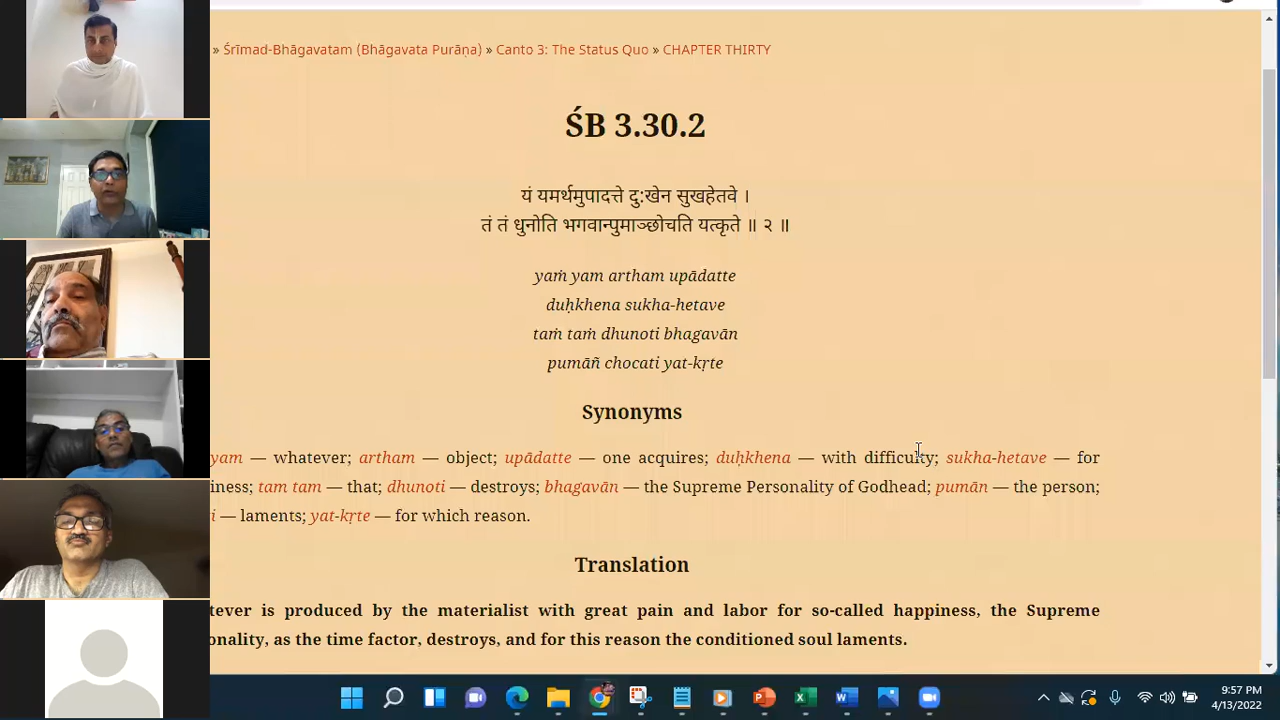 » Śrīmad-Bhāgavatam (Bhāgavata Purāṇa) » Canto 3: The Status Quo » CHAPTER THIRTY
ŚB 3.30.2
यं यमर्थमुपादत्ते दु:खेन सुखहेतवे ।
तं तं धुनोति भगवान्पुमाञ्छोचति यत्कृते ॥ २ ॥
yaṁ yam artham upādatte
duḥkhena sukha-hetave
taṁ taṁ dhunoti bhagavān
pumāñ chocati yat-kṛte
Synonyms
yam — whatever; artham — object; upādatte — one acquires; duḥkhena — with difficulty; sukha-hetave — for
iness; tam tam — that; dhunoti — destroys; bhagavān — the Supreme Personality of Godhead; pumān — the person;
i — laments; yat-kṛte — for which reason.
Translation
tever is produced by the materialist with great pain and labor for so-called happiness, the Supreme
onality, as the time factor, destroys, and for this reason the conditioned soul laments.
9:57 PM
4/13/2022